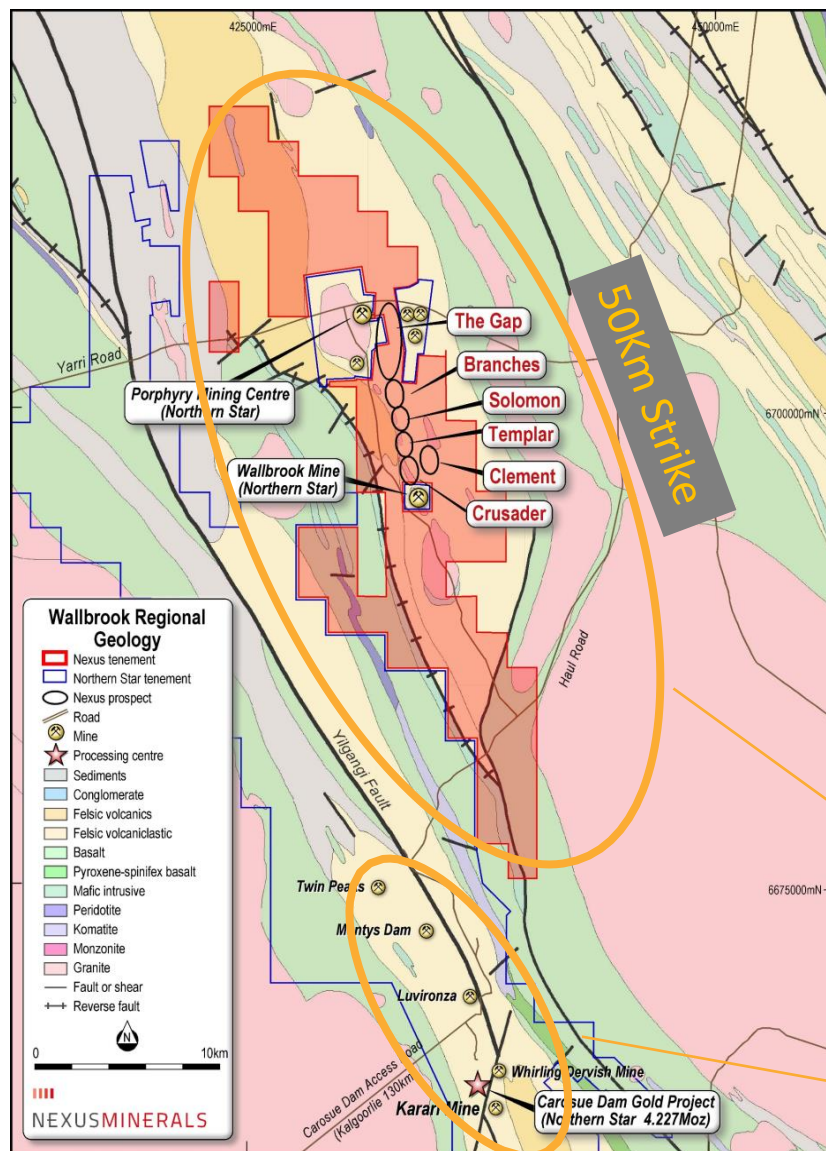 425000mE
450000mE
50Km Strike
The Gap
Yarri Road
Branches
Porphyry Mining Centre
(Northern Star)
Solomon
6700000mN
Templar
Wallbrook Mine
(Northern Star)
Clement
Crusader
Wallbrook Regional
Geology
Nexus tenement
Northern Star tenement
Nexus prospect
Road
Mine
Processing centre
Sediments
Conglomerate
Felsic volcanics
Felsic volcaniclastic
Basalt
Pyroxene-spinifex basalt
Mafic intrusive
Peridotite
Komatite
Monzonite
Granite
Fault or shear
Reverse fault
N
0 10km
NEXUSMINERALS
Haul Road
Yilgangi Fault
Twin Peaks
6675000mN
Montys Dam
Luvironza
Carosue Dam Access Road
(Kalgoorlie 130km)
Whirling Dervish Mine
Karari Mine
Carosue Dam Gold Project
(Northern Star 4.227Moz)